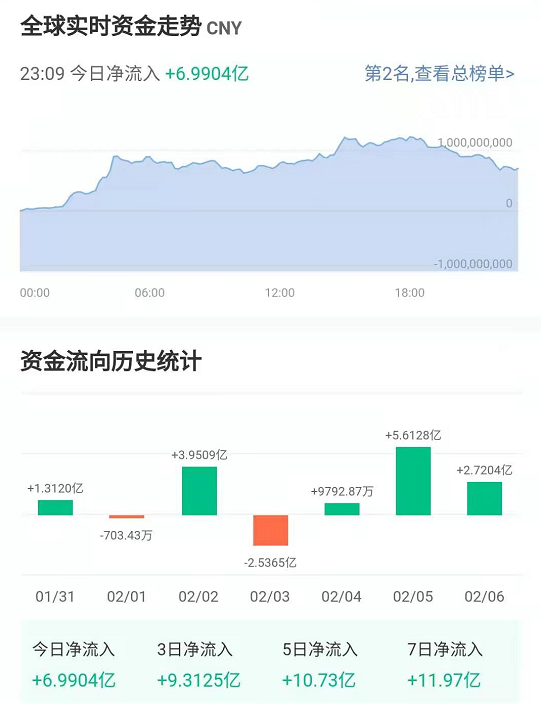 全球实时资金走势 CNY
23:09 今日净流入 +6.9904亿 第2名,查看总榜单>
1,000,000,000
0
-1,000,000,000
00:00 06:00 12:00 18:00
资金流向历史统计
+5.6128亿
+3.9509亿
+2.7204亿
+1.3120亿
+9792.87万
-703.43万
-2.5365亿
01/31 02/01 02/02 02/03 02/04 02/05 02/06
今日净流入 3日净流入 5日净流入 7日净流入
+6.9904亿 +9.3125亿 +10.73亿 +11.97亿